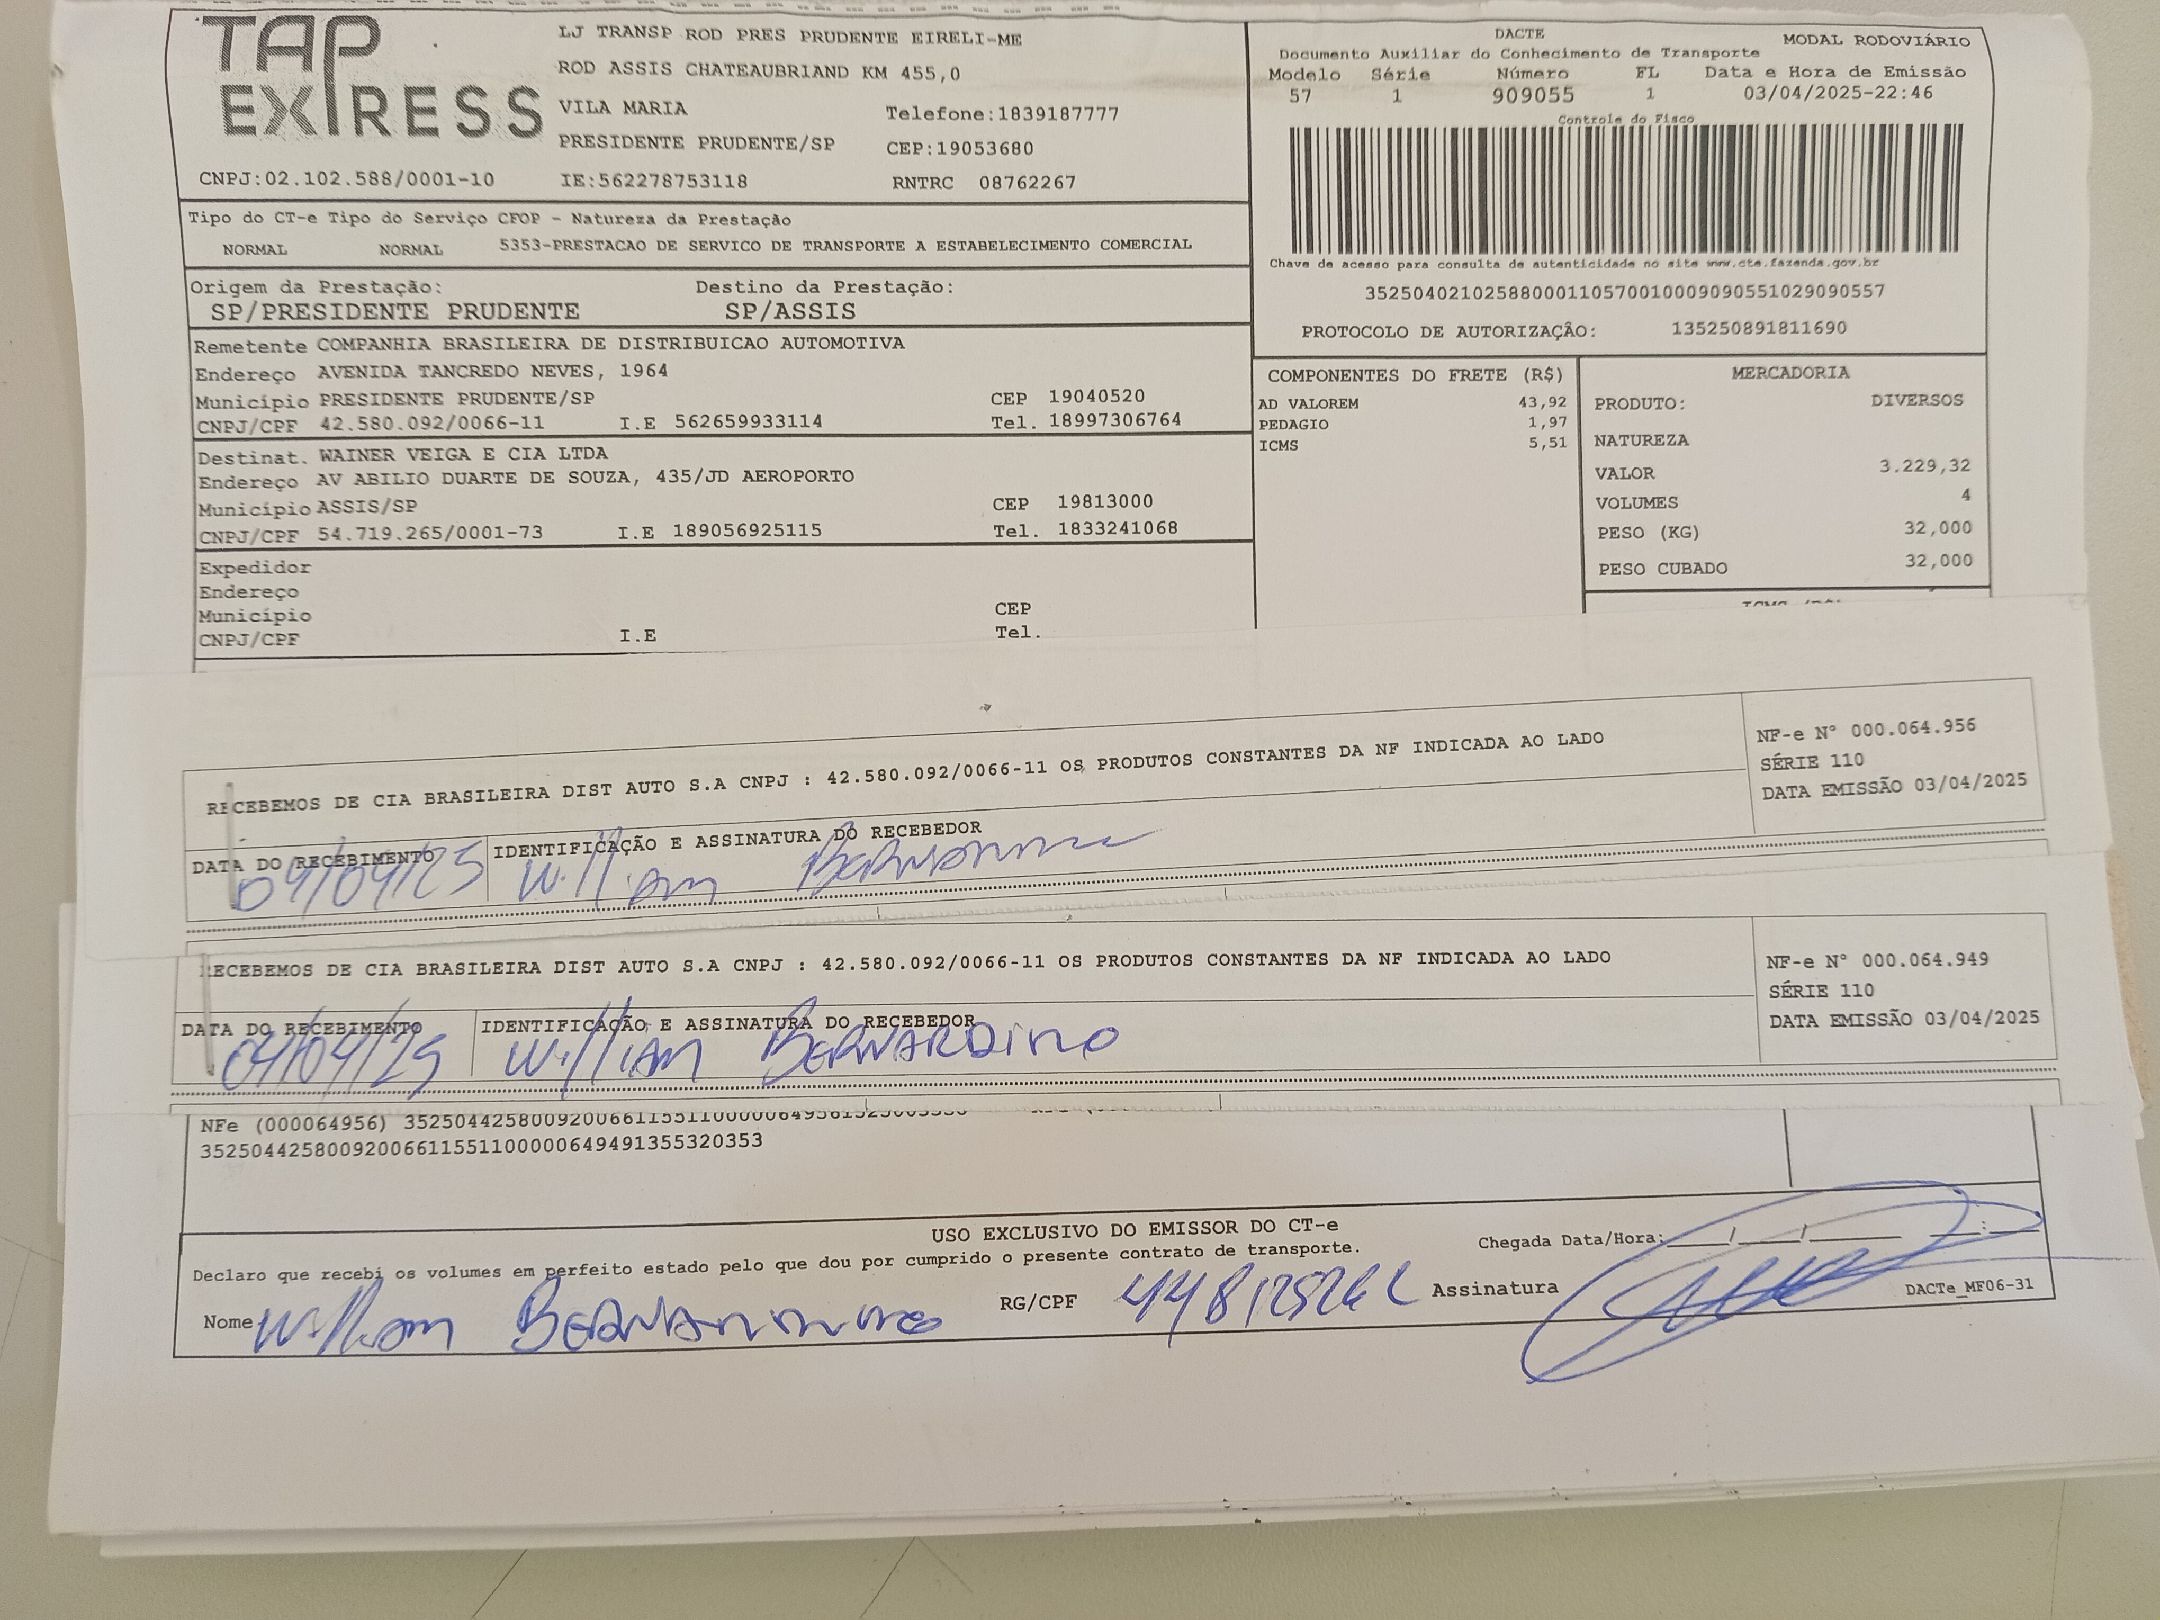 TAP EXPRESS
LJ TRANSP ROD PRES PRUDENTE EIRELI-ME
ROD ASSIS CHATEAUBRIAND KM 455,0
VILA MARIA Telefone:1839187777
PRESIDENTE PRUDENTE/SP CEP:19053680
CNPJ:02.102.588/0001-10 IE:562278753118 RNTRC 08762267
DACTE MODAL RODOVIÁRIO
Documento Auxiliar do Conhecimento de Transporte
Modelo Série Número FL Data e Hora de Emissão
57 1 909055 1 03/04/2025-22:46
Controle do Fisco
Chave de acesso para consulta de autenticidade no site www.cte.fazenda.gov.br
35250402102588000110570010009090551029090557
PROTOCOLO DE AUTORIZAÇÃO: 135250891811690
Tipo do CT-e Tipo do Serviço CFOP - Natureza da Prestação
NORMAL NORMAL 5353-PRESTACAO DE SERVICO DE TRANSPORTE A ESTABELECIMENTO COMERCIAL
Origem da Prestação: Destino da Prestação:
SP/PRESIDENTE PRUDENTE SP/ASSIS
Remetente COMPANHIA BRASILEIRA DE DISTRIBUICAO AUTOMOTIVA
Endereço AVENIDA TANCREDO NEVES, 1964
Município PRESIDENTE PRUDENTE/SP CEP 19040520
CNPJ/CPF 42.580.092/0066-11 I.E 562659933114 Tel. 18997306764
Destinat. WAINER VEIGA E CIA LTDA
Endereço AV ABILIO DUARTE DE SOUZA, 435/JD AEROPORTO
Município ASSIS/SP CEP 19813000
CNPJ/CPF 54.719.265/0001-73 I.E 189056925115 Tel. 1833241068
Expedidor
Endereço
Município CEP
CNPJ/CPF I.E Tel.
COMPONENTES DO FRETE (R$)
AD VALOREM 43,92
PEDAGIO 1,97
ICMS 5,51
MERCADORIA
PRODUTO: DIVERSOS
NATUREZA
VALOR 3.229,32
VOLUMES 4
PESO (KG) 32,000
PESO CUBADO 32,000
RECEBEMOS DE CIA BRASILEIRA DIST AUTO S.A CNPJ : 42.580.092/0066-11 OS PRODUTOS CONSTANTES DA NF INDICADA AO LADO
NF-e N° 000.064.956
SÉRIE 110
DATA EMISSÃO 03/04/2025
DATA DO RECEBIMENTO IDENTIFICAÇÃO E ASSINATURA DO RECEBEDOR
04/04/25 William
RECEBEMOS DE CIA BRASILEIRA DIST AUTO S.A CNPJ : 42.580.092/0066-11 OS PRODUTOS CONSTANTES DA NF INDICADA AO LADO
NF-e N° 000.064.949
SÉRIE 110
DATA EMISSÃO 03/04/2025
DATA DO RECEBIMENTO IDENTIFICAÇÃO E ASSINATURA DO RECEBEDOR
04/04/25 William BERNARDINO
NFe (000064956)
35250442580092006611551100000649491355320353
USO EXCLUSIVO DO EMISSOR DO CT-e
Declaro que recebi os volumes em perfeito estado pelo que dou por cumprido o presente contrato de transporte.
Chegada Data/Hora:____/____/______ __:__
Nome William RG/CPF Assinatura
DACTe_MF06-31